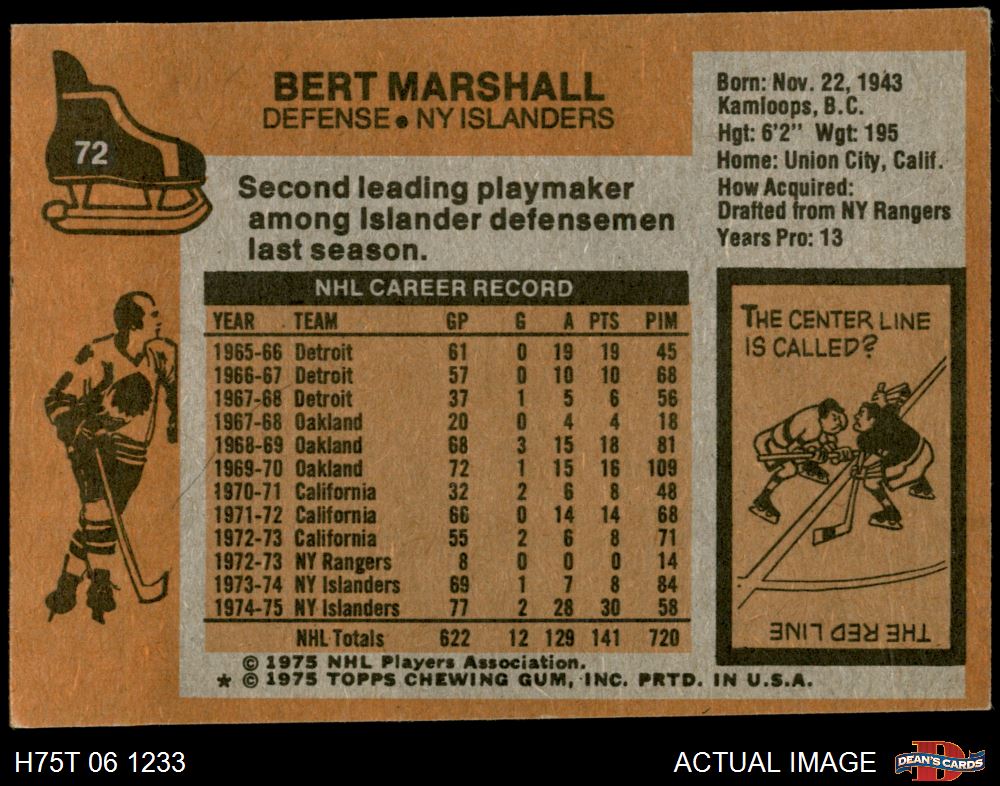 72
BERT MARSHALL
DEFENSE • NY ISLANDERS
Second leading playmaker
among Islander defensemen
last season.
Born: Nov. 22, 1943
Kamloops, B.C.
Hgt: 6'2" Wgt: 195
Home: Union City, Calif.
How Acquired:
Drafted from NY Rangers
Years Pro: 13
NHL CAREER RECORD
YEAR TEAM GP G A PTS PIM
1965-66 Detroit 61 0 19 19 45
1966-67 Detroit 57 0 10 10 68
1967-68 Detroit 37 1 5 6 56
1967-68 Oakland 20 0 4 4 18
1968-69 Oakland 68 3 15 18 81
1969-70 Oakland 72 1 15 16 109
1970-71 California 32 2 6 8 48
1971-72 California 66 0 14 14 68
1972-73 California 55 2 6 8 71
1972-73 NY Rangers 8 0 0 0 14
1973-74 NY Islanders 69 1 7 8 84
1974-75 NY Islanders 77 2 28 30 58
NHL Totals 622 12 129 141 720
THE CENTER LINE
IS CALLED?
THE RED LINE
© 1975 NHL Players Association.
★ © 1975 TOPPS CHEWING GUM, INC. PRTD. IN U.S.A.
H75T 06 1233
ACTUAL IMAGE
D
DEAN'S CARDS